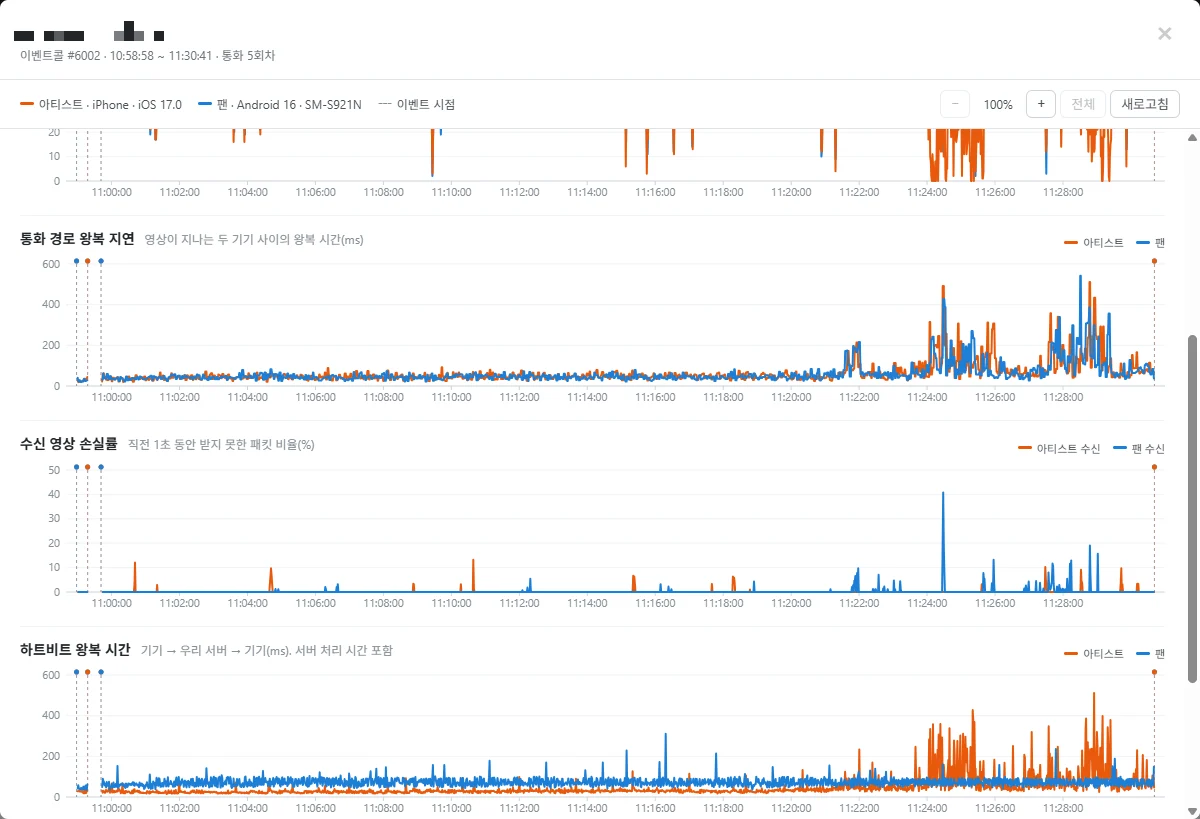 이벤트콜 #6002 · 10:58:58 ~ 11:30:41 · 통화 5회차
아티스트 · iPhone · iOS 17.0 팬 · Android 16 · SM-S921N 이벤트 시점 − 100% + 전체 새로고침
20
10
0
11:00:00 11:02:00 11:04:00 11:06:00 11:08:00 11:10:00 11:12:00 11:14:00 11:16:00 11:18:00 11:20:00 11:22:00 11:24:00 11:26:00 11:28:00
통화 경로 왕복 지연 영상이 지나는 두 기기 사이의 왕복 시간(ms) 아티스트 팬
600
400
200
0
11:00:00 11:02:00 11:04:00 11:06:00 11:08:00 11:10:00 11:12:00 11:14:00 11:16:00 11:18:00 11:20:00 11:22:00 11:24:00 11:26:00 11:28:00
수신 영상 손실률 직전 1초 동안 받지 못한 패킷 비율(%) 아티스트 수신 팬 수신
50
40
30
20
10
0
11:00:00 11:02:00 11:04:00 11:06:00 11:08:00 11:10:00 11:12:00 11:14:00 11:16:00 11:18:00 11:20:00 11:22:00 11:24:00 11:26:00 11:28:00
하트비트 왕복 시간 기기 → 우리 서버 → 기기(ms). 서버 처리 시간 포함 아티스트 팬
600
400
200
0
11:00:00 11:02:00 11:04:00 11:06:00 11:08:00 11:10:00 11:12:00 11:14:00 11:16:00 11:18:00 11:20:00 11:22:00 11:24:00 11:26:00 11:28:00